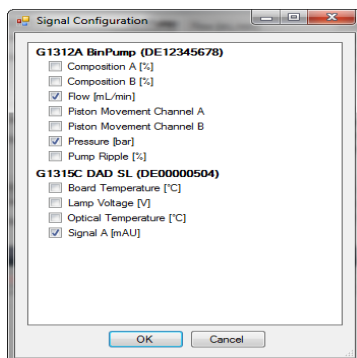 Signal Configuration
G1312A BinPump (DE12345678)
Composition A [%]
Composition B [%]
Flow [mL/min]
Piston Movement Channel A
Piston Movement Channel B
Pressure [bar]
Pump Ripple [%]
G1315C DAD SL (DE00000504)
Board Temperature [°C]
Lamp Voltage [V]
Optical Temperature [°C]
Signal A [mAU]
OK Cancel